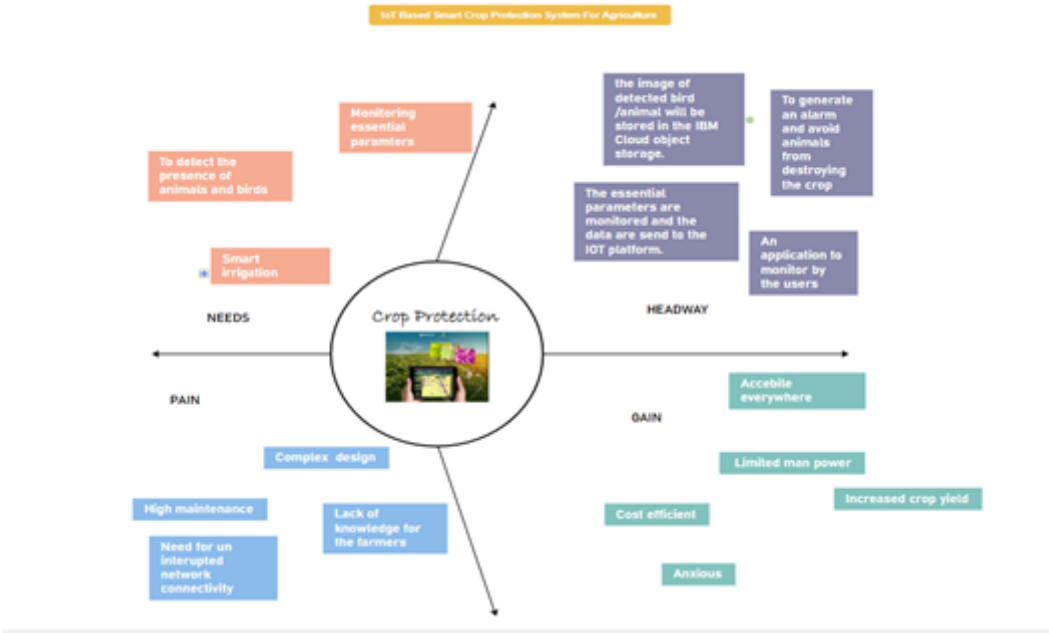 IoT Based Smart Crop Protection System For Agriculture
Monitoring
essential
paramters
To detect the
presence of
animals and birds
Smart
irrigation
NEEDS
the image of
detected bird
/animal will be
stored in the IBM
Cloud object
storage.
To generate
an alarm
and avoid
animals
from
destroying
the crop
The essential
parameters are
monitored and the
data are send to the
IOT platform.
An
application to
monitor by
the users
HEADWAY
Crop Protection
PAIN
Complex design
High maintenance
Lack of
knowledge for
the farmers
Need for un
interupted
network
connectivity
GAIN
Accebile
everywhere
Limited man power
Increased crop yield
Cost efficient
Anxious